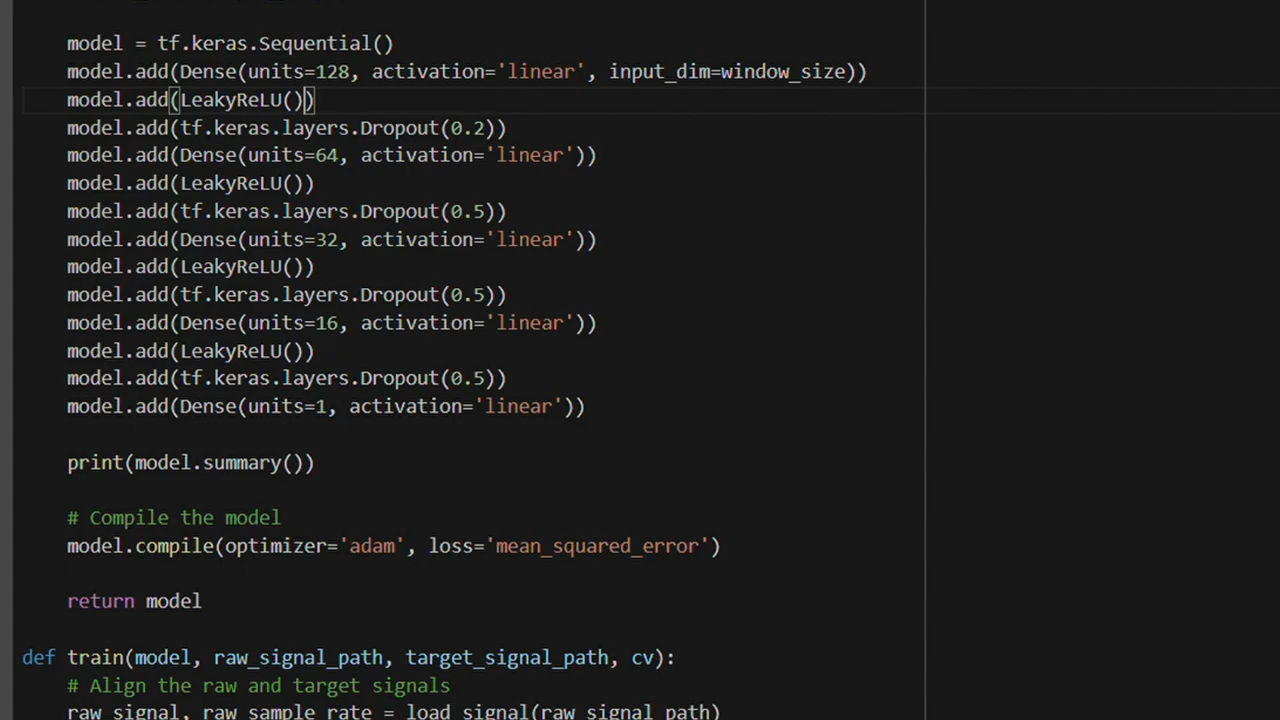 model = tf.keras.Sequential()
model.add(Dense(units=128, activation='linear', input_dim=window_size))
model.add(LeakyReLU())
model.add(tf.keras.layers.Dropout(0.2))
model.add(Dense(units=64, activation='linear'))
model.add(LeakyReLU())
model.add(tf.keras.layers.Dropout(0.5))
model.add(Dense(units=32, activation='linear'))
model.add(LeakyReLU())
model.add(tf.keras.layers.Dropout(0.5))
model.add(Dense(units=16, activation='linear'))
model.add(LeakyReLU())
model.add(tf.keras.layers.Dropout(0.5))
model.add(Dense(units=1, activation='linear'))
print(model.summary())
# Compile the model
model.compile(optimizer='adam', loss='mean_squared_error')
return model
def train(model, raw_signal_path, target_signal_path, cv):
# Align the raw and target signals
raw_signal, raw_sample_rate = load_signal(raw_signal_path)